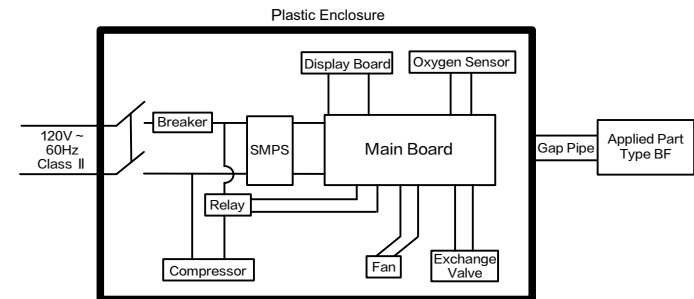 Plastic Enclosure
Display Board
Oxygen Sensor
120V ~
60Hz
Class Ⅱ
Breaker
SMPS
Main Board
Gap Pipe
Applied Part
Type BF
Relay
Compressor
Fan
Exchange
Valve